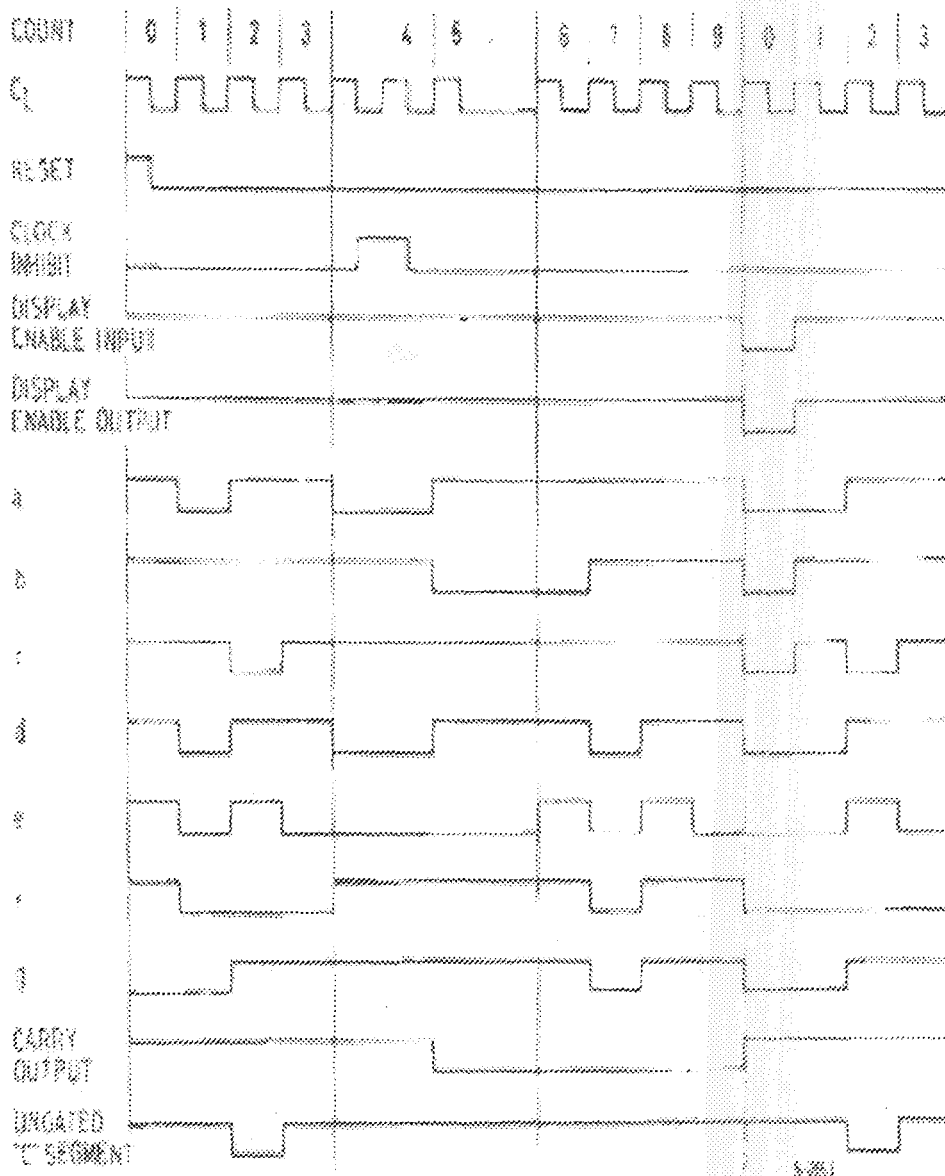 COUNT 0 1 2 3 4 5 6 7 8 9 0 1 2 3
CL
RESET
CLOCK
INHIBIT
DISPLAY
ENABLE INPUT
DISPLAY
ENABLE OUTPUT
a
b
d
e
CARRY
OUTPUT
UNGATED
"C" SEGMENT